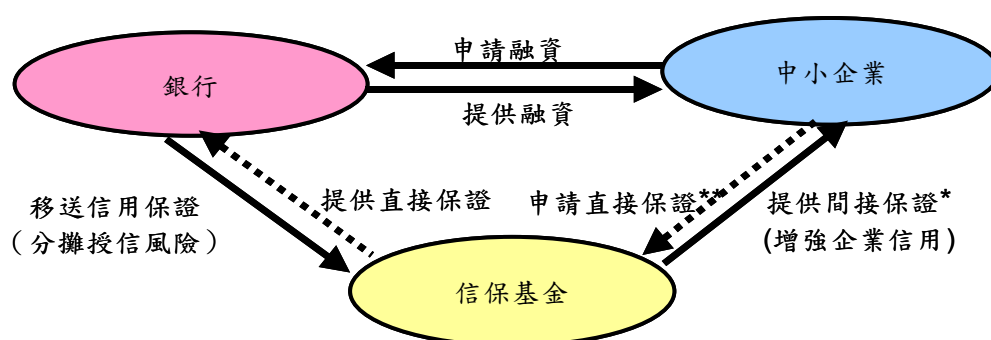 申請融資
銀行
中小企業
提供融資
移送信用保證
（分攤授信風險）
提供直接保證
申請直接保證**
提供間接保證*
(增強企業信用)
信保基金